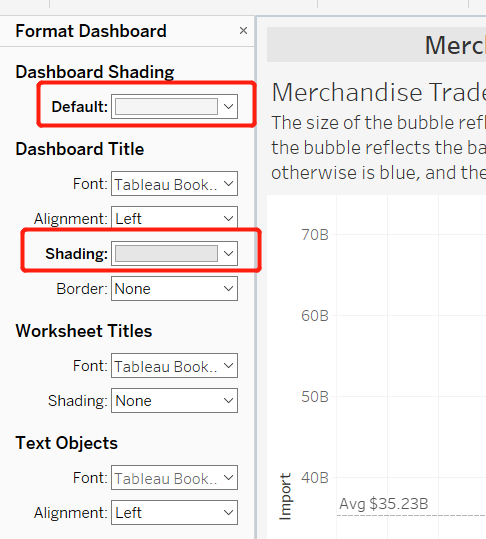 Format Dashboard ×
Dashboard Shading
Default:
Dashboard Title
Font: Tableau Book..
Alignment: Left
Shading:
Border: None
Worksheet Titles
Font: Tableau Book..
Shading: None
Text Objects
Font: Tableau Book..
Alignment: Left
Merch
Merchandise Trade
The size of the bubble refl
the bubble reflects the ba
otherwise is blue, and the
70B
60B
50B
40B
Import
Avg $35.23B